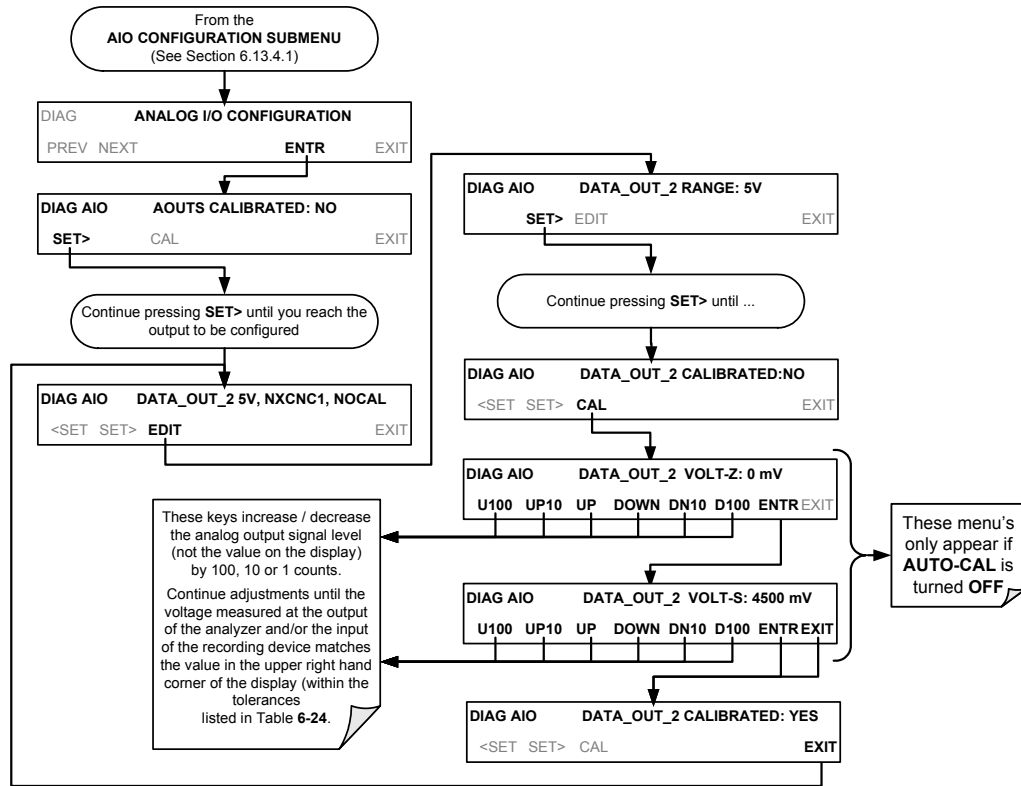 From the
AIO CONFIGURATION SUBMENU
(See Section 6.13.4.1)
DIAG ANALOG I/O CONFIGURATION
PREV NEXT ENTR EXIT
DIAG AIO AOUTS CALIBRATED: NO
SET> CAL EXIT
Continue pressing SET> until you reach the
output to be configured
DIAG AIO DATA_OUT_2 5V, NXCNC1, NOCAL
<SET SET> EDIT EXIT
DIAG AIO DATA_OUT_2 RANGE: 5V
SET> EDIT EXIT
Continue pressing SET> until ...
DIAG AIO DATA_OUT_2 CALIBRATED:NO
<SET SET> CAL EXIT
DIAG AIO DATA_OUT_2 VOLT-Z: 0 mV
U100 UP10 UP DOWN DN10 D100 ENTR EXIT
DIAG AIO DATA_OUT_2 VOLT-S: 4500 mV
U100 UP10 UP DOWN DN10 D100 ENTR EXIT
DIAG AIO DATA_OUT_2 CALIBRATED: YES
<SET SET> CAL EXIT
These keys increase / decrease
the analog output signal level
(not the value on the display)
by 100, 10 or 1 counts.
Continue adjustments until the
voltage measured at the output
of the analyzer and/or the input
of the recording device matches
the value in the upper right hand
corner of the display (within the
tolerances
listed in Table 6-24.
These menu's
only appear if
AUTO-CAL is
turned OFF